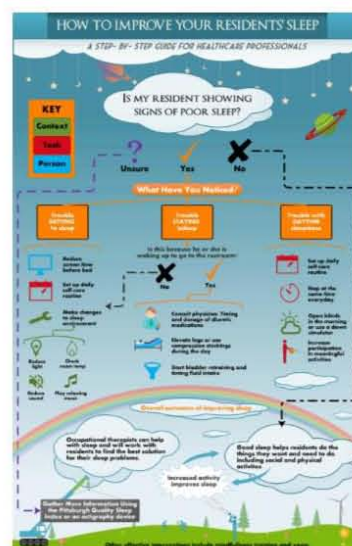 HOW TO IMPROVE YOUR RESIDENTS' SLEEP
A STEP- BY- STEP GUIDE FOR HEALTHCARE PROFESSIONALS
IS MY RESIDENT SHOWING
SIGNS OF POOR SLEEP?
KEY
Context
Task
Person
Unsure
Yes
No
What Have You Noticed?
Trouble
GETTING
to sleep
Trouble
STAYING
asleep
Trouble with
DAYTIME
sleepiness
Reduce
screen time
before bed
Set up daily
self-care
routine
Make changes
to sleep
environment
Reduce
light
Check
room temp
Reduce
sound
Play relaxing
music
Is this because he or she is
waking up to go to the restroom?
No
Yes
Consult physician: Timing
and dosage of diuretic
medications
Elevate legs or use
compression stockings
during the day
Start bladder retraining and
timing fluid intake
Set up daily
self-care
routine
Nap at the
same time
everyday
Open blinds
in the morning
or use a dawn
simulator
Increase
participation
in meaningful
activities
Overall outcomes of improving sleep
Occupational therapists can help
with sleep and will work with
residents to find the best solution
for their sleep problems.
Good sleep helps residents do the
things they want and need to do
including social and physical
activities
Increased activity
improves sleep
Gather More Information Using
the Pittsburgh Quality Sleep
Index or an actigraphy device
Other effective interventions include